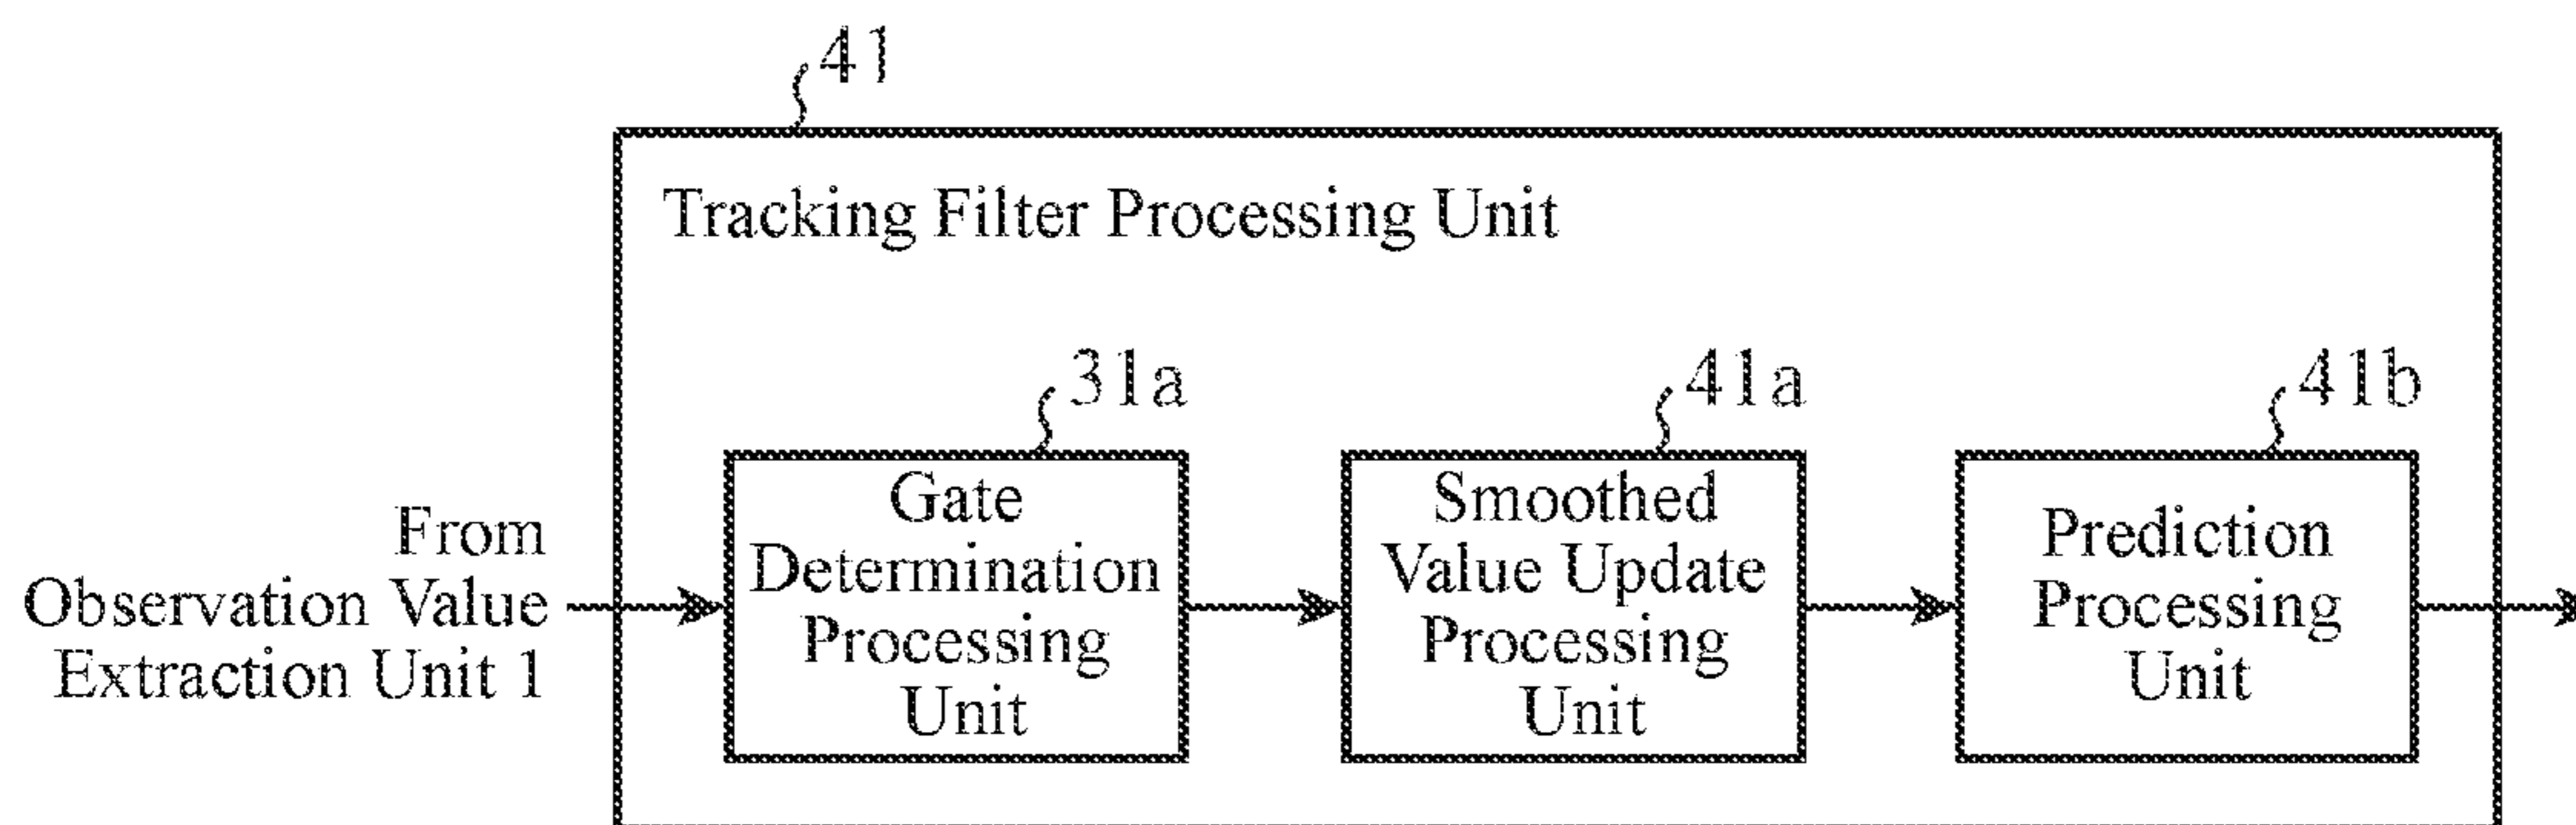 41
Tracking Filter Processing Unit
31a
41a
41b
From
Observation Value
Extraction Unit 1
Gate
Determination
Processing
Unit
Smoothed
Value Update
Processing
Unit
Prediction
Processing
Unit